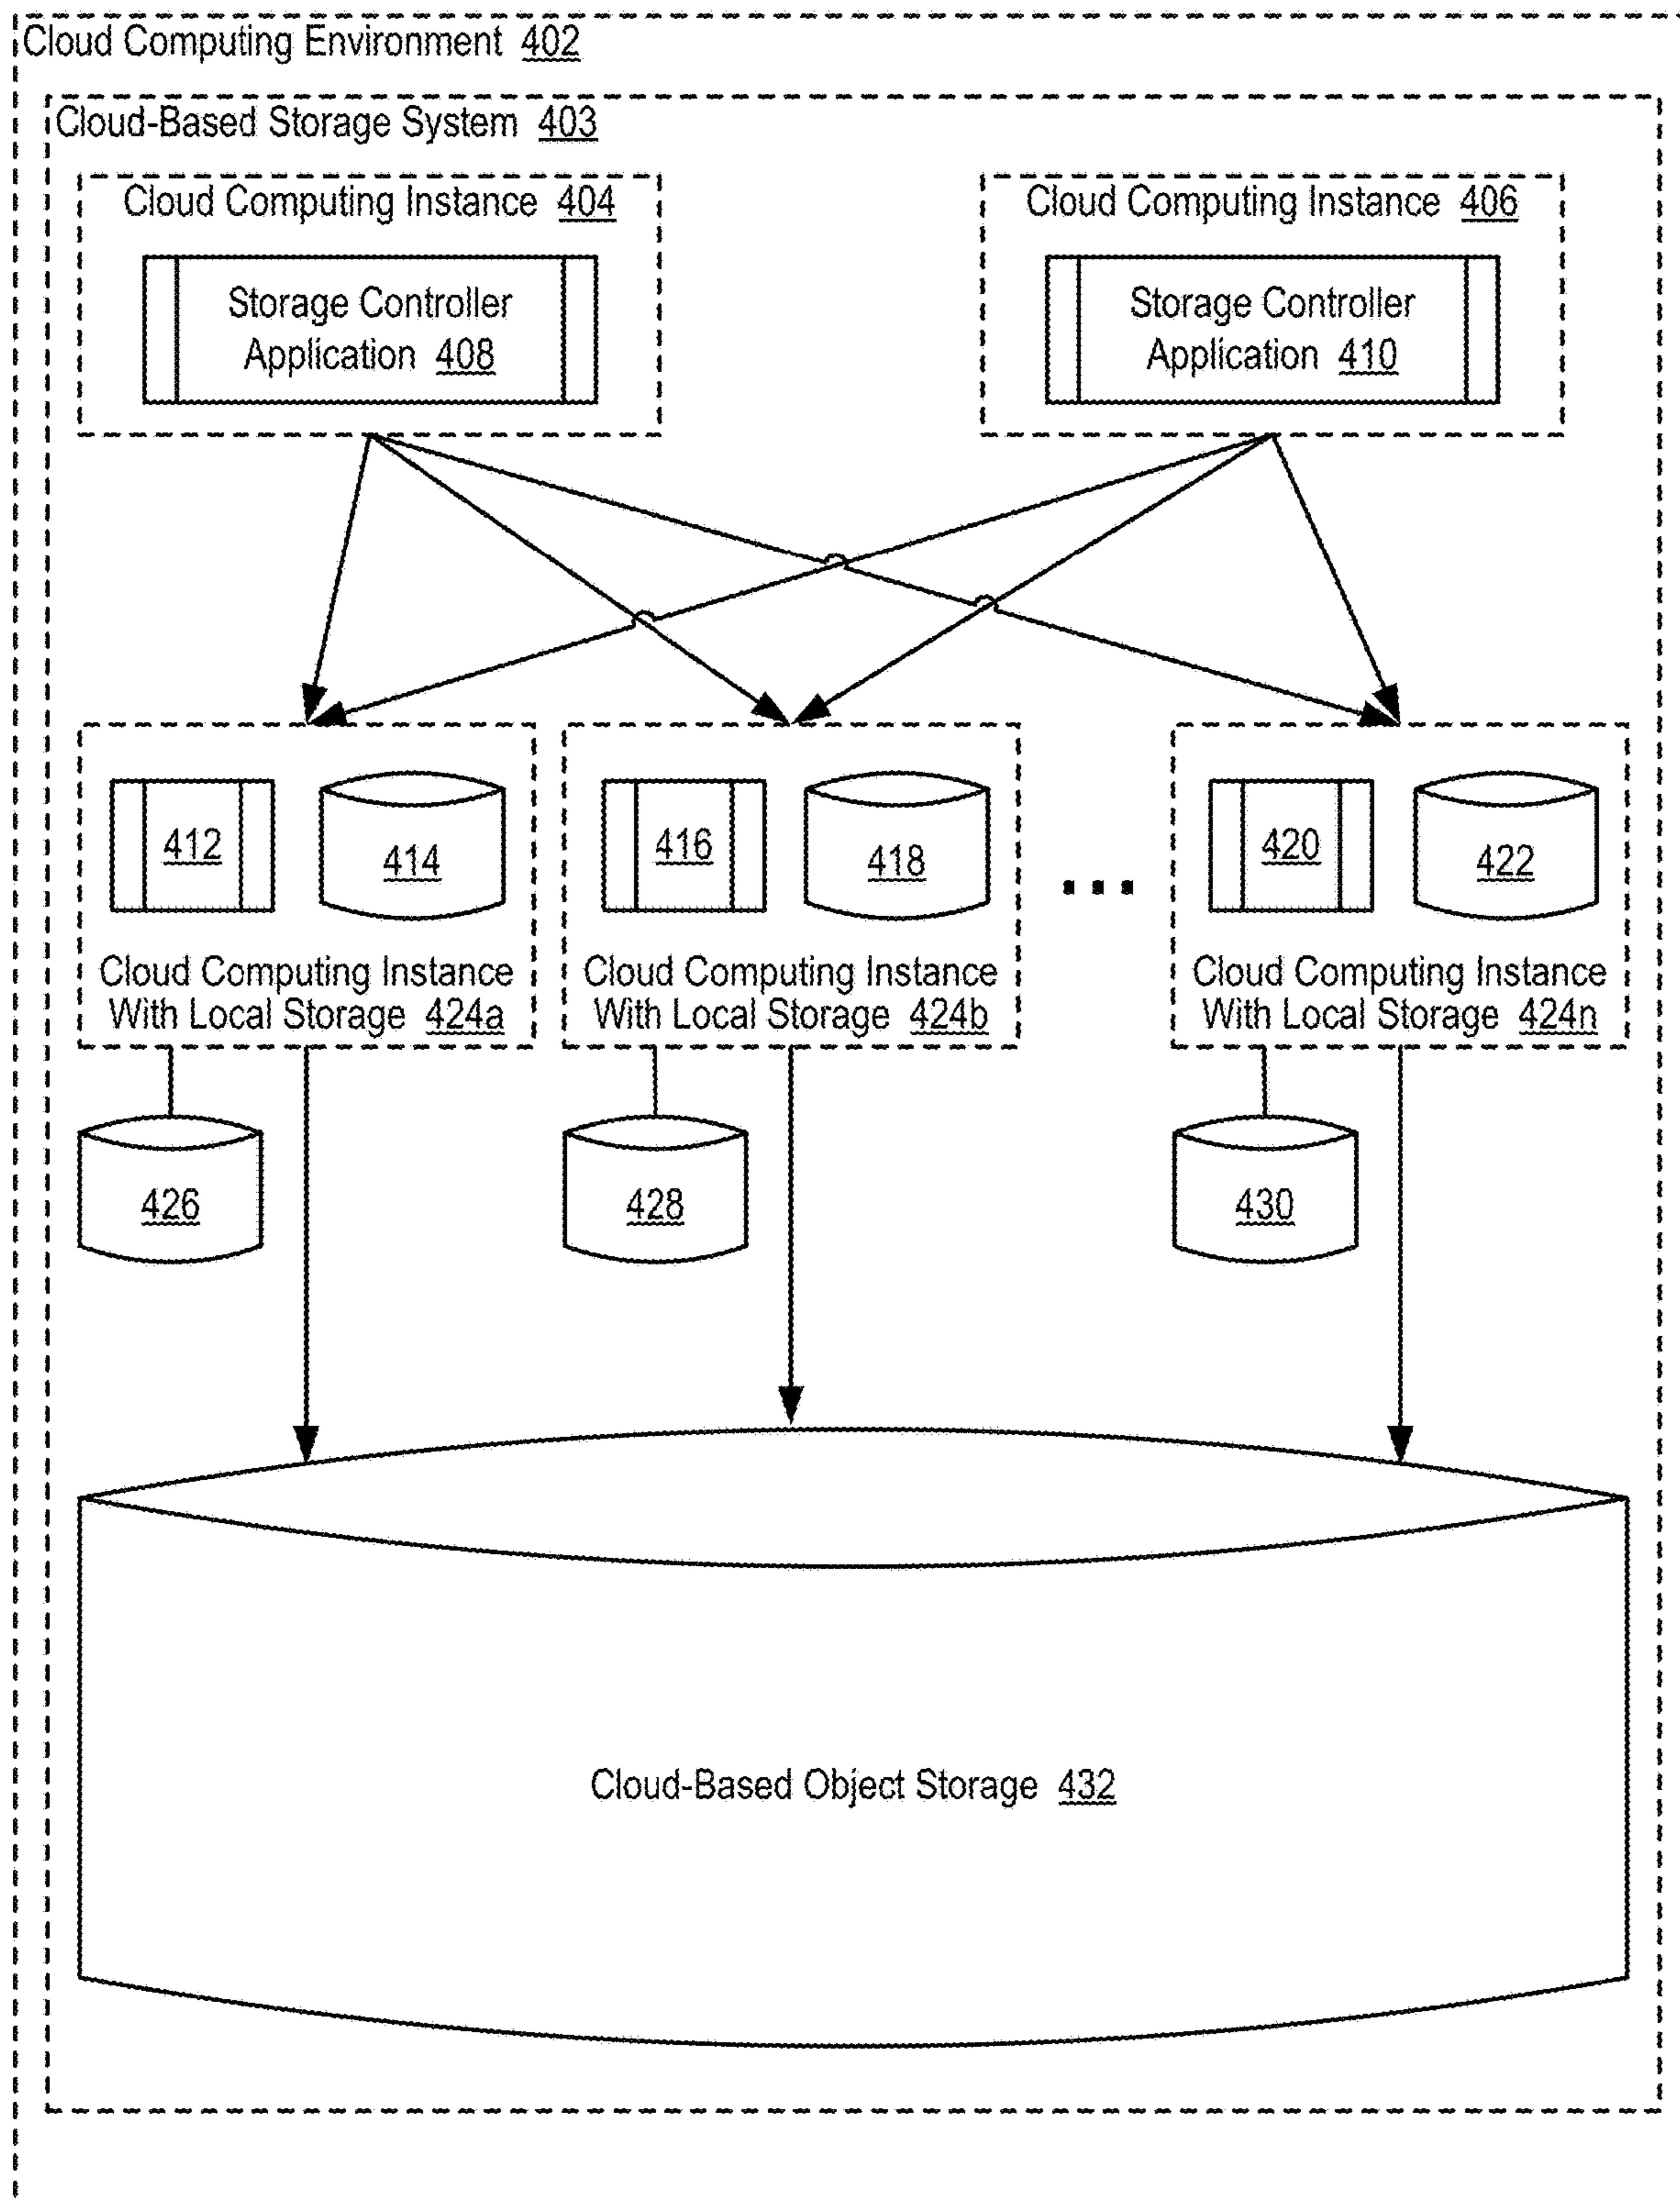 Cloud Computing Environment 402
Cloud-Based Storage System 403
Cloud Computing Instance 404
Storage Controller
Application 408
Cloud Computing Instance 406
Storage Controller
Application 410
412
414
Cloud Computing Instance
With Local Storage 424a
416
418
Cloud Computing Instance
With Local Storage 424b
...
420
422
Cloud Computing Instance
With Local Storage 424n
426
428
430
Cloud-Based Object Storage 432